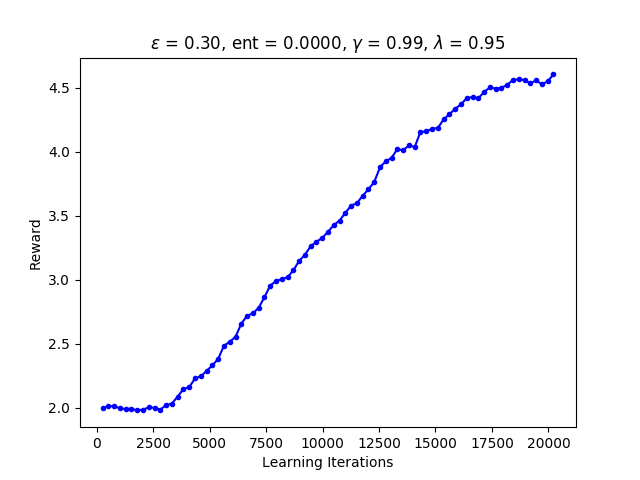 ε = 0.30, ent = 0.0000, γ = 0.99, λ = 0.95
Reward
4.5
4.0
3.5
3.0
2.5
2.0
0 2500 5000 7500 10000 12500 15000 17500 20000
Learning Iterations